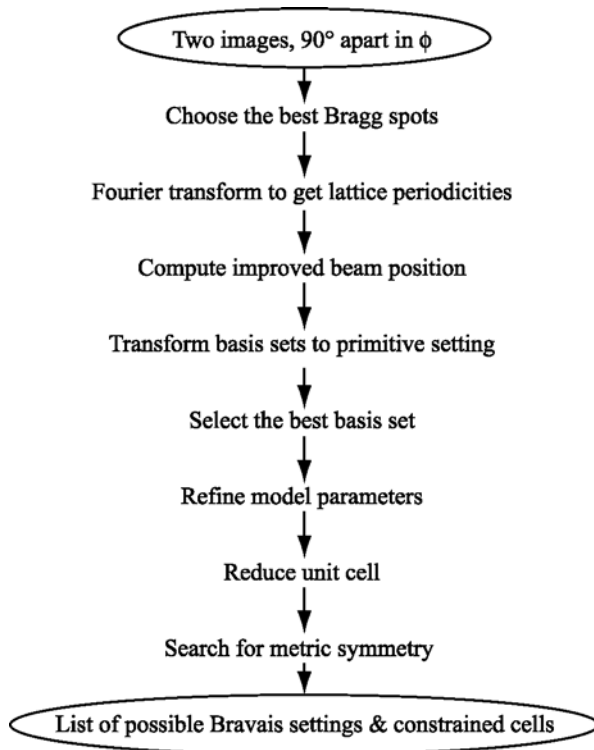 Two images, 90° apart in ϕ
Choose the best Bragg spots
Fourier transform to get lattice periodicities
Compute improved beam position
Transform basis sets to primitive setting
Select the best basis set
Refine model parameters
Reduce unit cell
Search for metric symmetry
List of possible Bravais settings & constrained cells